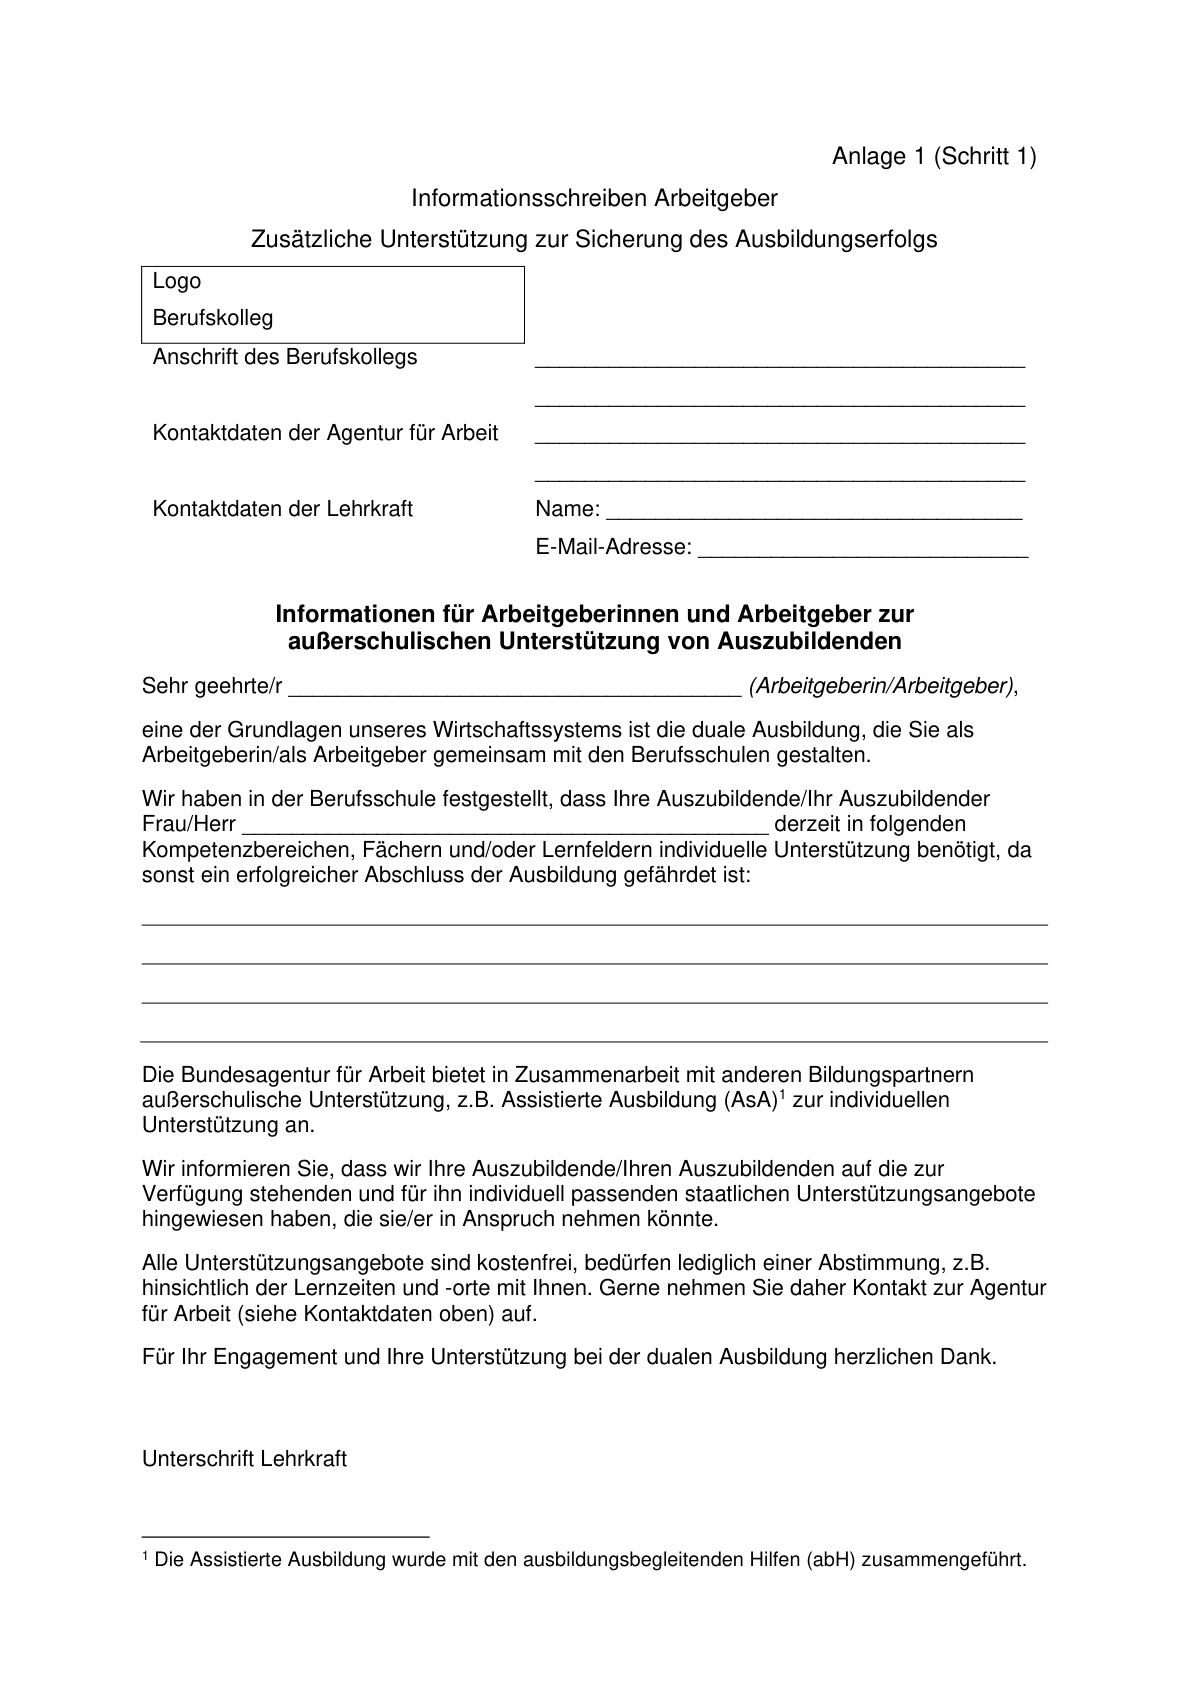 Anlage 1 (Schritt 1)
Informationsschreiben Arbeitgeber
Zusätzliche Unterstützung zur Sicherung des Ausbildungserfolgs
Logo
Berufskolleg
Anschrift des Berufskollegs ________________________________________
________________________________________
Kontaktdaten der Agentur für Arbeit ________________________________________
________________________________________
Kontaktdaten der Lehrkraft Name: __________________________________
E-Mail-Adresse: ___________________________
Informationen für Arbeitgeberinnen und Arbeitgeber zur
außerschulischen Unterstützung von Auszubildenden
Sehr geehrte/r _____________________________________ (Arbeitgeberin/Arbeitgeber),
eine der Grundlagen unseres Wirtschaftssystems ist die duale Ausbildung, die Sie als
Arbeitgeberin/als Arbeitgeber gemeinsam mit den Berufsschulen gestalten.
Wir haben in der Berufsschule festgestellt, dass Ihre Auszubildende/Ihr Auszubildender
Frau/Herr ___________________________________________ derzeit in folgenden
Kompetenzbereichen, Fächern und/oder Lernfeldern individuelle Unterstützung benötigt, da
sonst ein erfolgreicher Abschluss der Ausbildung gefährdet ist:
Die Bundesagentur für Arbeit bietet in Zusammenarbeit mit anderen Bildungspartnern
außerschulische Unterstützung, z.B. Assistierte Ausbildung (AsA)¹ zur individuellen
Unterstützung an.
Wir informieren Sie, dass wir Ihre Auszubildende/Ihren Auszubildenden auf die zur
Verfügung stehenden und für ihn individuell passenden staatlichen Unterstützungsangebote
hingewiesen haben, die sie/er in Anspruch nehmen könnte.
Alle Unterstützungsangebote sind kostenfrei, bedürfen lediglich einer Abstimmung, z.B.
hinsichtlich der Lernzeiten und -orte mit Ihnen. Gerne nehmen Sie daher Kontakt zur Agentur
für Arbeit (siehe Kontaktdaten oben) auf.
Für Ihr Engagement und Ihre Unterstützung bei der dualen Ausbildung herzlichen Dank.
Unterschrift Lehrkraft
¹ Die Assistierte Ausbildung wurde mit den ausbildungsbegleitenden Hilfen (abH) zusammengeführt.